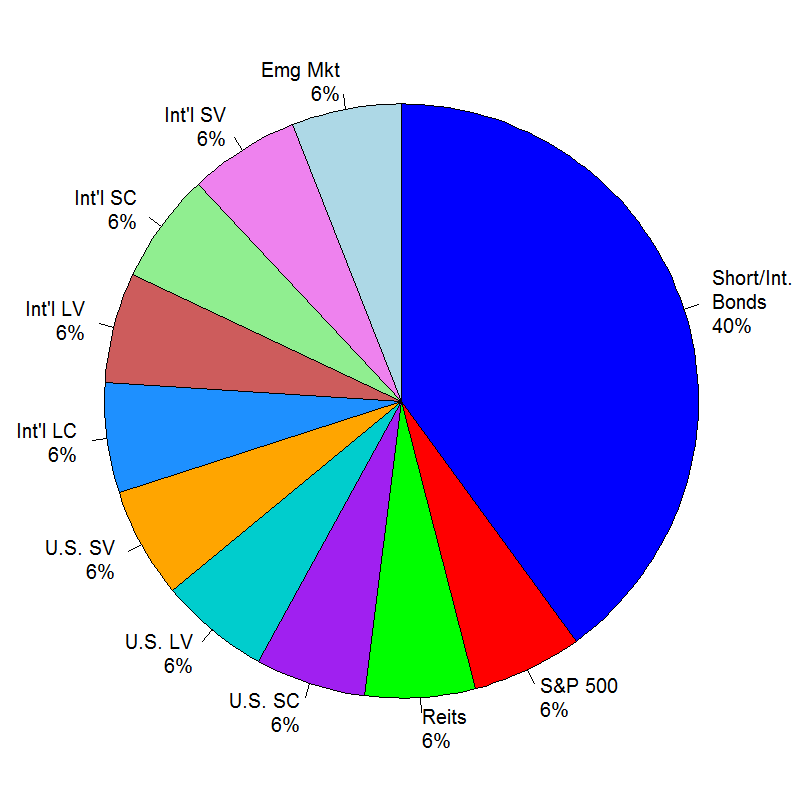 Emg Mkt
6%
Int'l SV
6%
Int'l SC
6%
Int'l LV
6%
Int'l LC
6%
U.S. SV
6%
U.S. LV
6%
U.S. SC
6%
Reits
6%
S&P 500
6%
Short/Int.
Bonds
40%